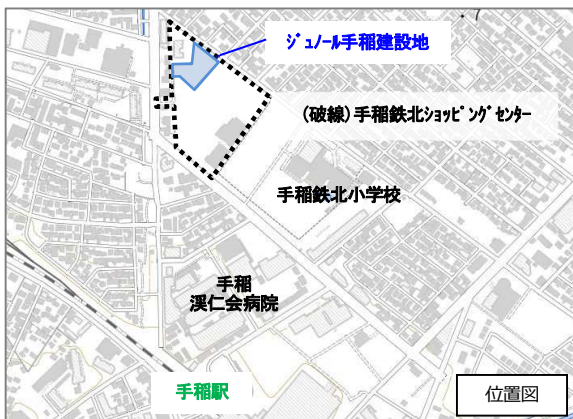 7
ｼﾞｭﾉｰﾙ手稲建設地
(破線)手稲鉄北ｼｮｯﾋﾟﾝｸﾞｾﾝﾀｰ
手稲鉄北小学校
手稲
渓仁会病院
手稲駅
位置図